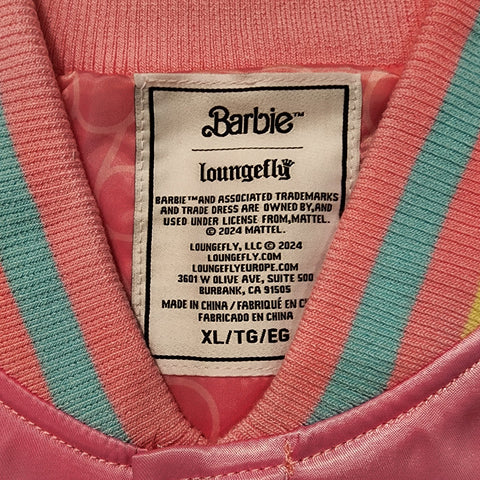 Barbie™
loungefly
BARBIE™ AND ASSOCIATED TRADEMARKS
AND TRADE DRESS ARE OWNED BY, AND
USED UNDER LICENSE FROM, MATTEL.
© 2024 MATTEL.
LOUNGEFLY, LLC © 2024
LOUNGEFLY.COM
LOUNGEFLYEUROPE.COM
3601 W OLIVE AVE, SUITE 500
BURBANK, CA 91505
MADE IN CHINA / FABRIQUÉ EN
FABRICADO EN CHINA
XL/TG/EG